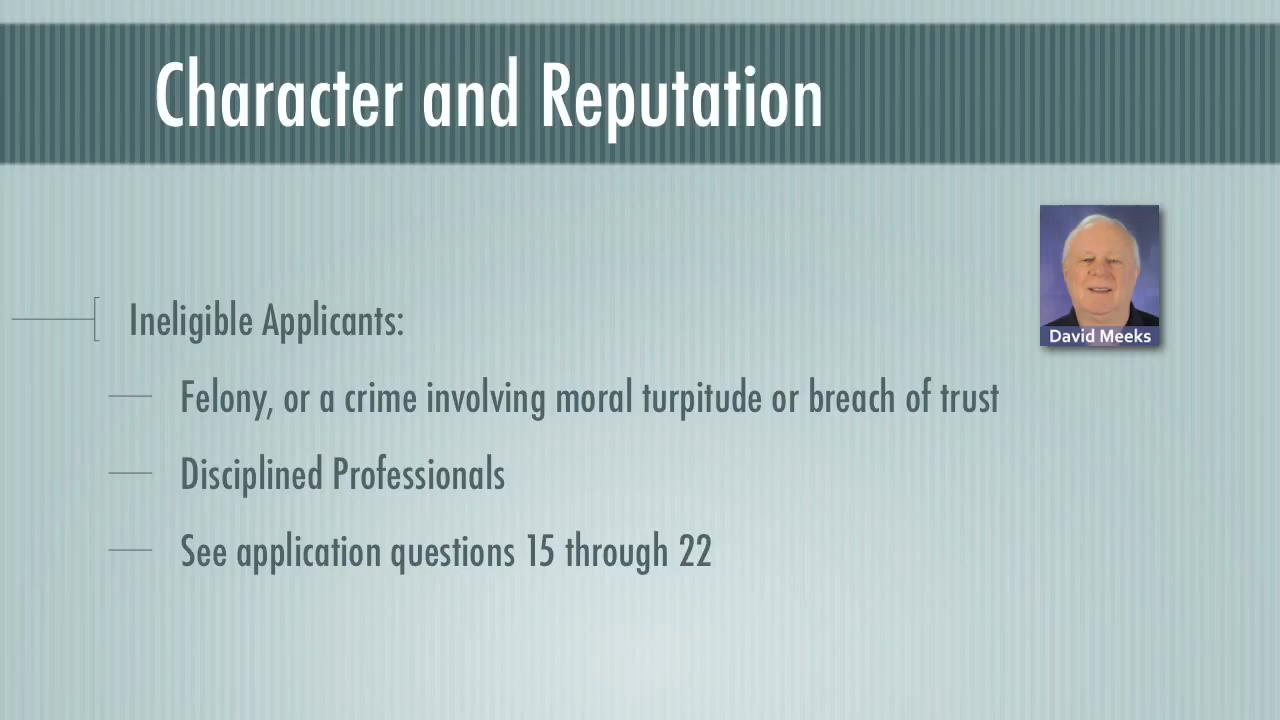 Character and Reputation
David Meeks
Ineligible Applicants:
Felony, or a crime involving moral turpitude or breach of trust
Disciplined Professionals
See application questions 15 through 22